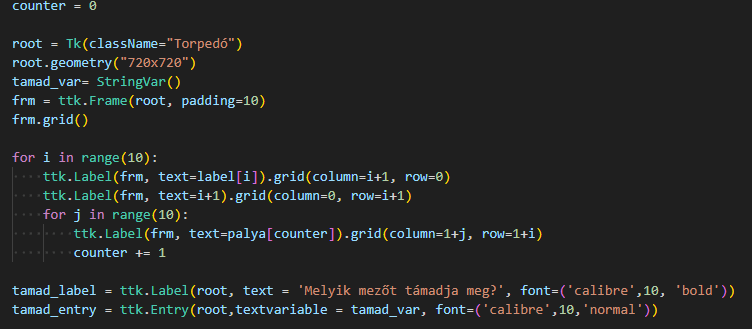 counter = 0
root = Tk(className="Torpedó")
root.geometry("720x720")
tamad_var= StringVar()
frm = ttk.Frame(root, padding=10)
frm.grid()
for i in range(10):
    ttk.Label(frm, text=label[i]).grid(column=i+1, row=0)
    ttk.Label(frm, text=i+1).grid(column=0, row=i+1)
    for j in range(10):
        ttk.Label(frm, text=palya[counter]).grid(column=1+j, row=1+i)
        counter += 1
tamad_label = ttk.Label(root, text = 'Melyik mezőt támadja meg?', font=('calibre',10, 'bold'))
tamad_entry = ttk.Entry(root,textvariable = tamad_var, font=('calibre',10,'normal'))